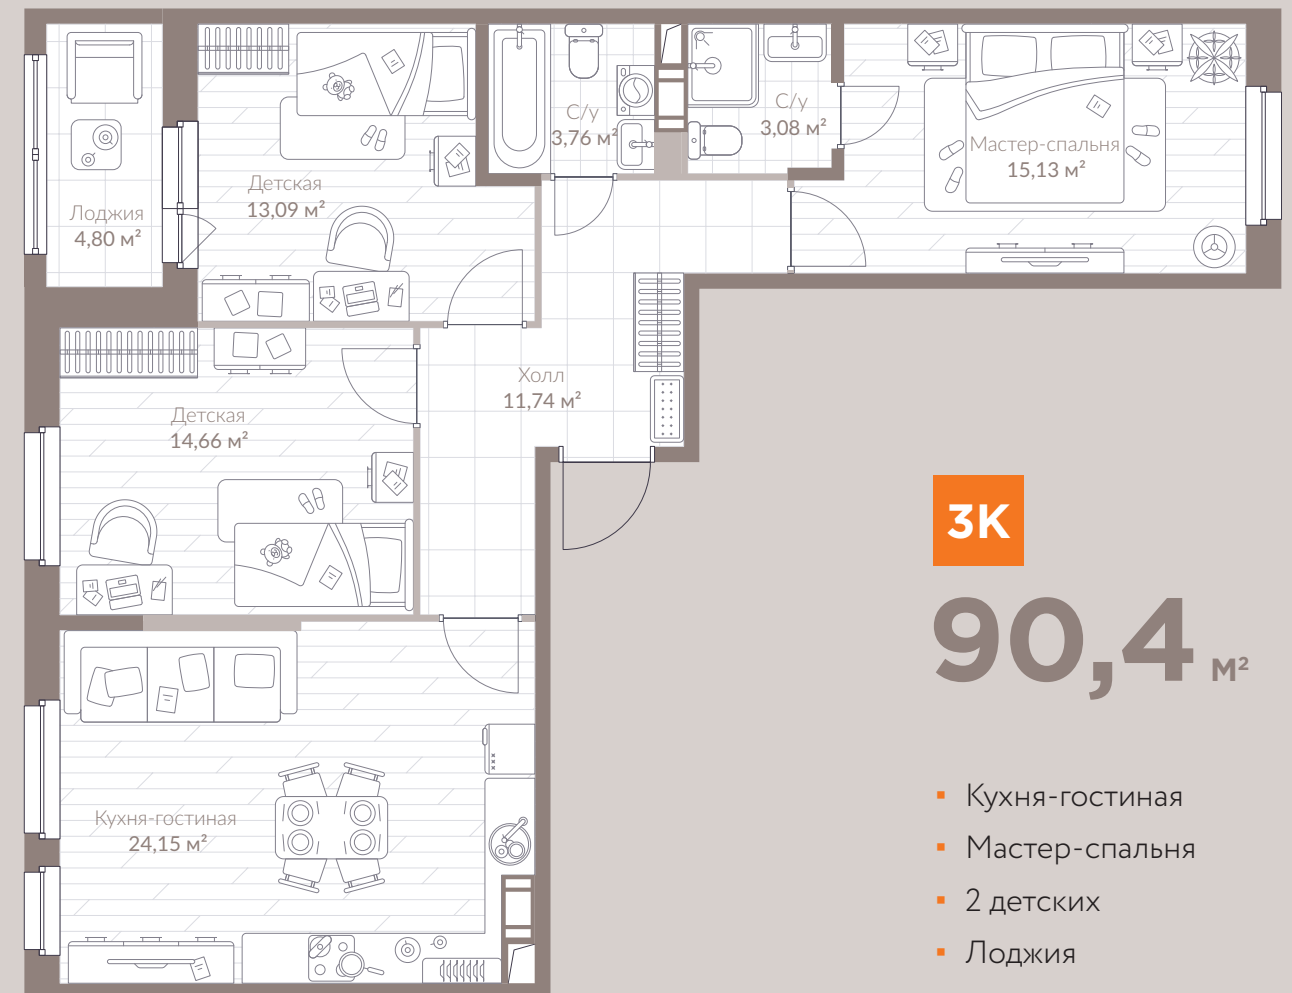 С/у
3,76 м²
С/у
3,08 м²
Мастер-спальня
15,13 м²
Детская
13,09 м²
Лоджия
4,80 м²
Холл
11,74 м²
Детская
14,66 м²
Кухня-гостиная
24,15 м²
3К
90,4 м²
▪ Кухня-гостиная
▪ Мастер-спальня
▪ 2 детских
▪ Лоджия